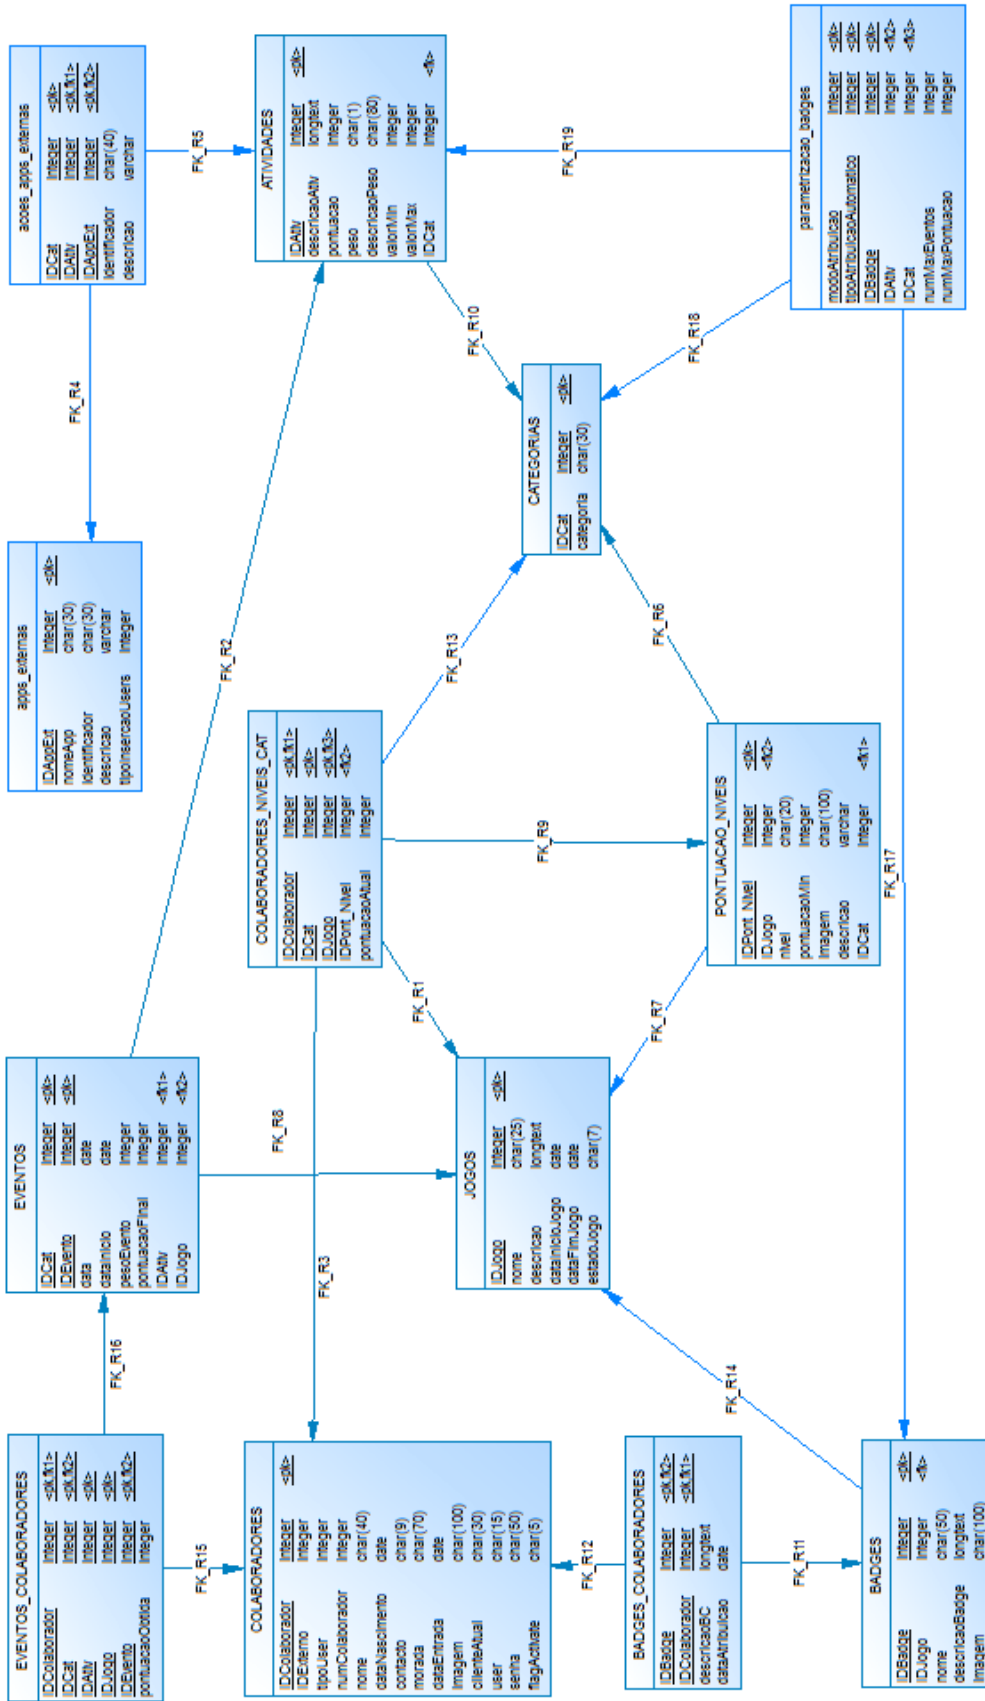 EVENTOS_COLABORADORES
IDColaborador Integer <pk,fk1>
IDCat Integer <pk,fk2>
IDAtiv Integer <pk>
IDJogo Integer <pk>
IDEvento Integer <pk,fk2>
pontuacaoObtida Integer
FK_R16
EVENTOS
IDCat Integer <pk>
IDEvento Integer <pk>
data date
dataInicio date
pesoEvento Integer
pontuacaoFinal Integer
IDAtiv Integer <fk1>
IDJogo Integer <fk2>
apps_externas
IDAppExt Integer <pk>
nomeApp char(30)
Identificador char(30)
descricao varchar
tipoInsercaoUsers Integer
FK_R4
acoes_apps_externas
IDCat Integer <pk>
IDAtiv Integer <pk,fk1>
IDAppExt Integer <pk,fk2>
Identificador char(40)
descricao varchar
FK_R15
FK_R3
FK_R8
FK_R2
FK_R5
COLABORADORES
IDColaborador Integer <pk>
IDExterno Integer
tipoUser Integer
numColaborador Integer
nome char(40)
dataNascimento date
contacto char(9)
morada char(70)
dataEntrada date
Imagem char(100)
clienteAtual char(30)
user char(15)
senha char(50)
flagActivate char(5)
COLABORADORES_NIVEIS_CAT
IDColaborador Integer <pk,fk1>
IDCat Integer <pk>
IDJogo Integer <pk,fk3>
IDPont_Nivel Integer <fk2>
pontuacaoAtual Integer
ATIVIDADES
IDAtiv Integer <pk>
descricaoAtiv longtext
pontuacao Integer
peso char(1)
descricaoPeso char(80)
valorMin Integer
valorMax Integer
IDCat Integer <fk>
FK_R1
FK_R13
FK_R10
JOGOS
IDJogo Integer <pk>
nome char(25)
descricao longtext
dataInicioJogo date
dataFimJogo date
estadoJogo char(7)
FK_R9
CATEGORIAS
IDCat Integer <pk>
categoria char(30)
FK_R19
FK_R12
FK_R7
FK_R6
FK_R18
BADGES_COLABORADORES
IDBadge Integer <pk,fk2>
IDColaborador Integer <pk,fk1>
descricaoBC longtext
dataAtribuicao date
FK_R14
PONTUACAO_NIVEIS
IDPont_Nivel Integer <pk>
IDJogo Integer <fk2>
nivel char(20)
pontuacaoMin Integer
Imagem char(100)
descricao varchar
IDCat Integer <fk1>
FK_R11
FK_R17
parametrizacao_badges
modoAtribuicao Integer <pk>
tipoAtribuicaoAutomatico Integer <pk>
IDBadge Integer <pk>
IDAtiv Integer <fk2>
IDCat Integer <fk3>
numMaxEventos Integer
numMaxPontuacao Integer
BADGES
IDBadge Integer <pk>
IDJogo Integer <fk>
nome char(50)
descricaoBadge longtext
Imagem char(100)